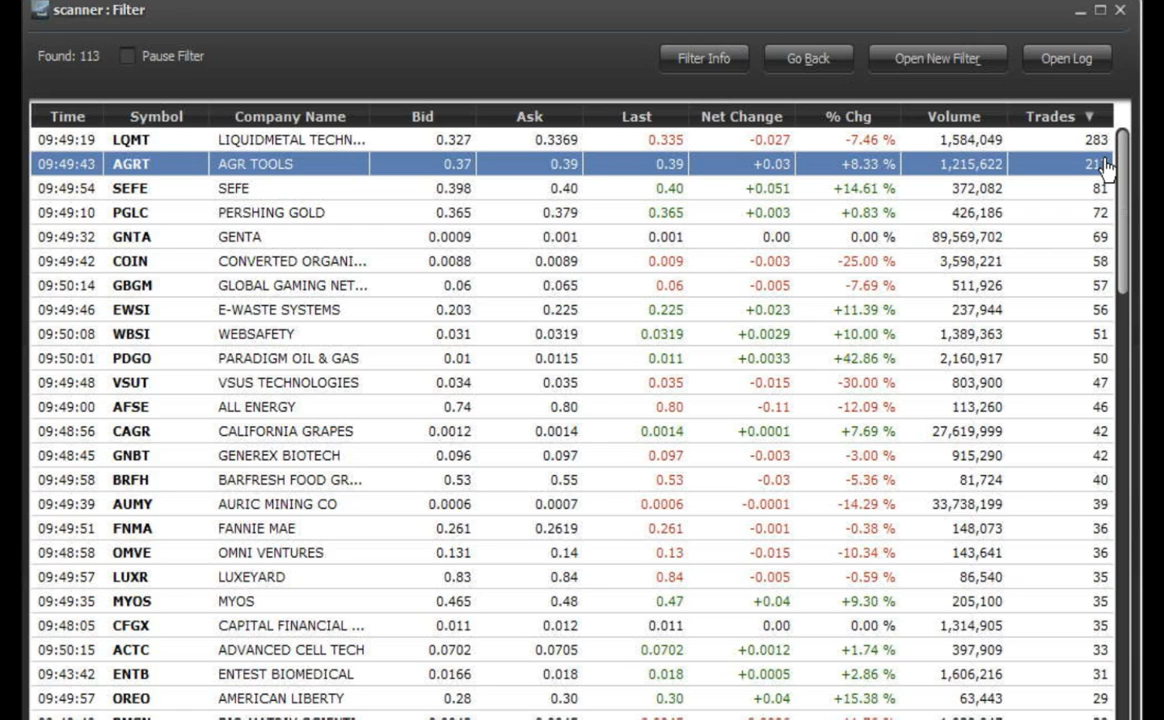 scanner : Filter
Found: 113 Pause Filter Filter Info Go Back Open New Filter Open Log
Time Symbol Company Name Bid Ask Last Net Change % Chg Volume Trades ▼
09:49:19 LQMT LIQUIDMETAL TECHN... 0.327 0.3369 0.335 -0.027 -7.46 % 1,584,049 283
09:49:43 AGRT AGR TOOLS 0.37 0.39 0.39 +0.03 +8.33 % 1,215,622
09:49:54 SEFE SEFE 0.398 0.40 0.40 +0.051 +14.61 % 372,082 81
09:49:10 PGLC PERSHING GOLD 0.365 0.379 0.365 +0.003 +0.83 % 426,186 72
09:49:32 GNTA GENTA 0.0009 0.001 0.001 0.00 0.00 % 89,569,702 69
09:49:42 COIN CONVERTED ORGANI... 0.0088 0.0089 0.009 -0.003 -25.00 % 3,598,221 58
09:50:14 GBGM GLOBAL GAMING NET... 0.06 0.065 0.06 -0.005 -7.69 % 511,926 57
09:49:46 EWSI E-WASTE SYSTEMS 0.203 0.225 0.225 +0.023 +11.39 % 237,944 56
09:50:08 WBSI WEBSAFETY 0.031 0.0319 0.0319 +0.0029 +10.00 % 1,389,363 51
09:50:01 PDGO PARADIGM OIL & GAS 0.01 0.0115 0.011 +0.0033 +42.86 % 2,160,917 50
09:49:48 VSUT VSUS TECHNOLOGIES 0.034 0.035 0.035 -0.015 -30.00 % 803,900 47
09:49:00 AFSE ALL ENERGY 0.74 0.80 0.80 -0.11 -12.09 % 113,260 46
09:48:56 CAGR CALIFORNIA GRAPES 0.0012 0.0014 0.0014 +0.0001 +7.69 % 27,619,999 42
09:48:45 GNBT GENEREX BIOTECH 0.096 0.097 0.097 -0.003 -3.00 % 915,290 42
09:49:58 BRFH BARFRESH FOOD GR... 0.53 0.55 0.53 -0.03 -5.36 % 81,724 40
09:49:39 AUMY AURIC MINING CO 0.0006 0.0007 0.0006 -0.0001 -14.29 % 33,738,199 39
09:49:51 FNMA FANNIE MAE 0.261 0.2619 0.261 -0.001 -0.38 % 148,073 36
09:48:58 OMVE OMNI VENTURES 0.131 0.14 0.13 -0.015 -10.34 % 143,641 36
09:49:57 LUXR LUXEYARD 0.83 0.84 0.84 -0.005 -0.59 % 86,540 35
09:49:35 MYOS MYOS 0.465 0.48 0.47 +0.04 +9.30 % 205,100 35
09:48:05 CFGX CAPITAL FINANCIAL ... 0.011 0.012 0.011 0.00 0.00 % 1,314,905 35
09:50:15 ACTC ADVANCED CELL TECH 0.0702 0.0705 0.0702 +0.0012 +1.74 % 397,909 33
09:43:42 ENTB ENTEST BIOMEDICAL 0.0166 0.018 0.018 +0.0005 +2.86 % 1,606,216 31
09:49:57 OREO AMERICAN LIBERTY 0.28 0.30 0.30 +0.04 +15.38 % 63,443 29